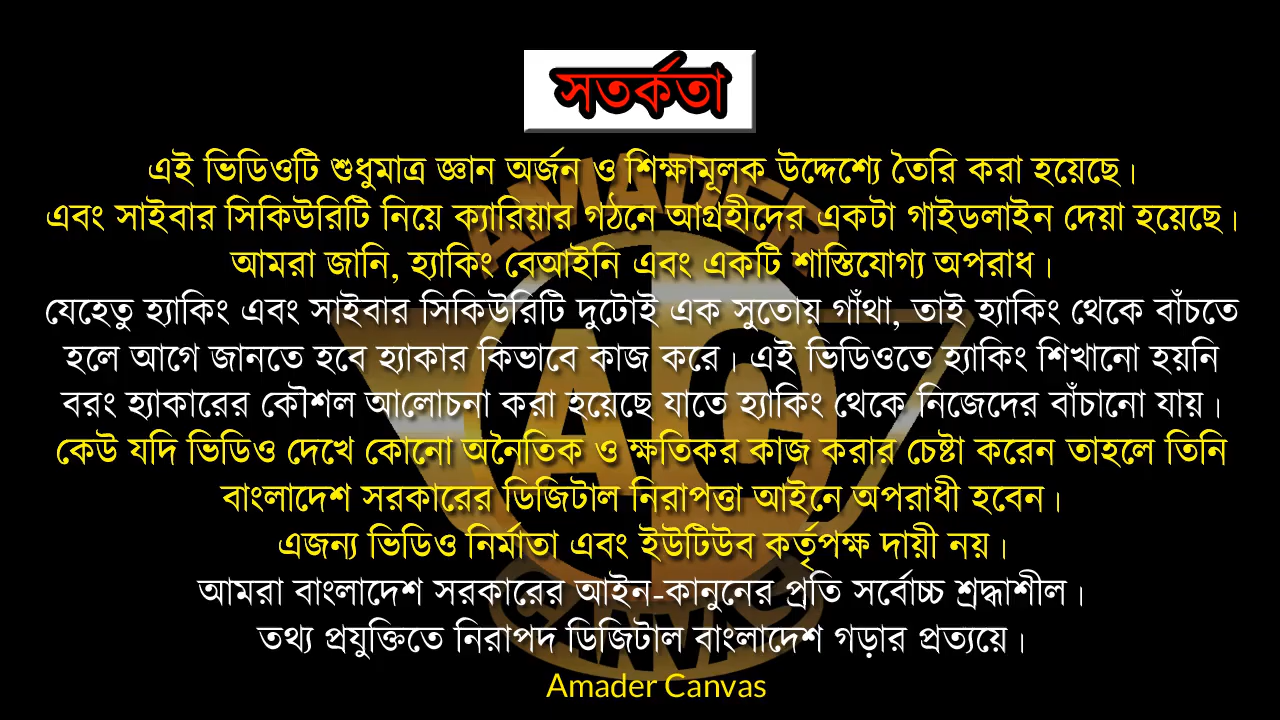 সতর্কতা
এই ভিডিওটি শুধুমাত্র জ্ঞান অর্জন ও শিক্ষামূলক উদ্দেশ্যে তৈরি করা হয়েছে।
এবং সাইবার সিকিউরিটি নিয়ে ক্যারিয়ার গঠনে আগ্রহীদের একটা গাইডলাইন দেয়া হয়েছে।
আমরা জানি, হ্যাকিং বেআইনি এবং একটি শাস্তিযোগ্য অপরাধ।
যেহেতু হ্যাকিং এবং সাইবার সিকিউরিটি দুটোই এক সুতোয় গাঁথা, তাই হ্যাকিং থেকে বাঁচতে
হলে আগে জানতে হবে হ্যাকার কিভাবে কাজ করে। এই ভিডিওতে হ্যাকিং শিখানো হয়নি
বরং হ্যাকারের কৌশল আলোচনা করা হয়েছে যাতে হ্যাকিং থেকে নিজেদের বাঁচানো যায়।
কেউ যদি ভিডিও দেখে কোনো অনৈতিক ও ক্ষতিকর কাজ করার চেষ্টা করেন তাহলে তিনি
বাংলাদেশ সরকারের ডিজিটাল নিরাপত্তা আইনে অপরাধী হবেন।
এজন্য ভিডিও নির্মাতা এবং ইউটিউব কর্তৃপক্ষ দায়ী নয়।
আমরা বাংলাদেশ সরকারের আইন-কানুনের প্রতি সর্বোচ্চ শ্রদ্ধাশীল।
তথ্য প্রযুক্তিতে নিরাপদ ডিজিটাল বাংলাদেশ গড়ার প্রত্যয়ে।
Amader Canvas
AMADER
AC
CANVAS